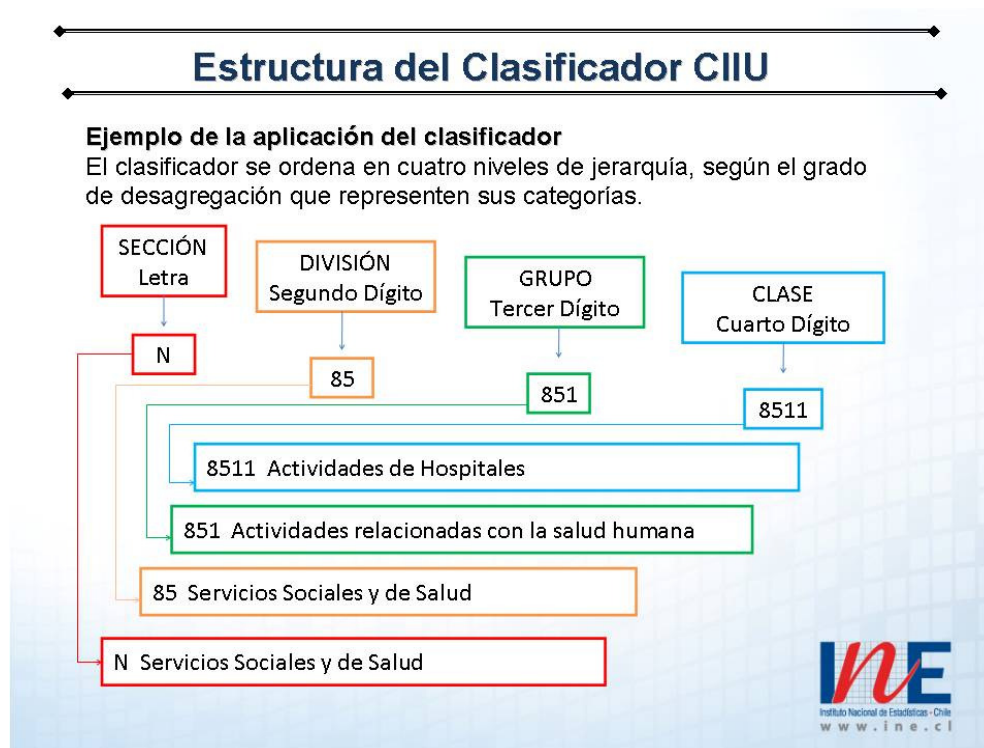 Estructura del Clasificador CIIU
Ejemplo de la aplicación del clasificador
El clasificador se ordena en cuatro niveles de jerarquía, según el grado
de desagregación que representen sus categorías.
SECCIÓN
Letra
DIVISIÓN
Segundo Dígito
GRUPO
Tercer Dígito
CLASE
Cuarto Dígito
N
85
851
8511
8511 Actividades de Hospitales
851 Actividades relacionadas con la salud humana
85 Servicios Sociales y de Salud
N Servicios Sociales y de Salud
INE
Instituto Nacional de Estadísticas - Chile
www.ine.cl